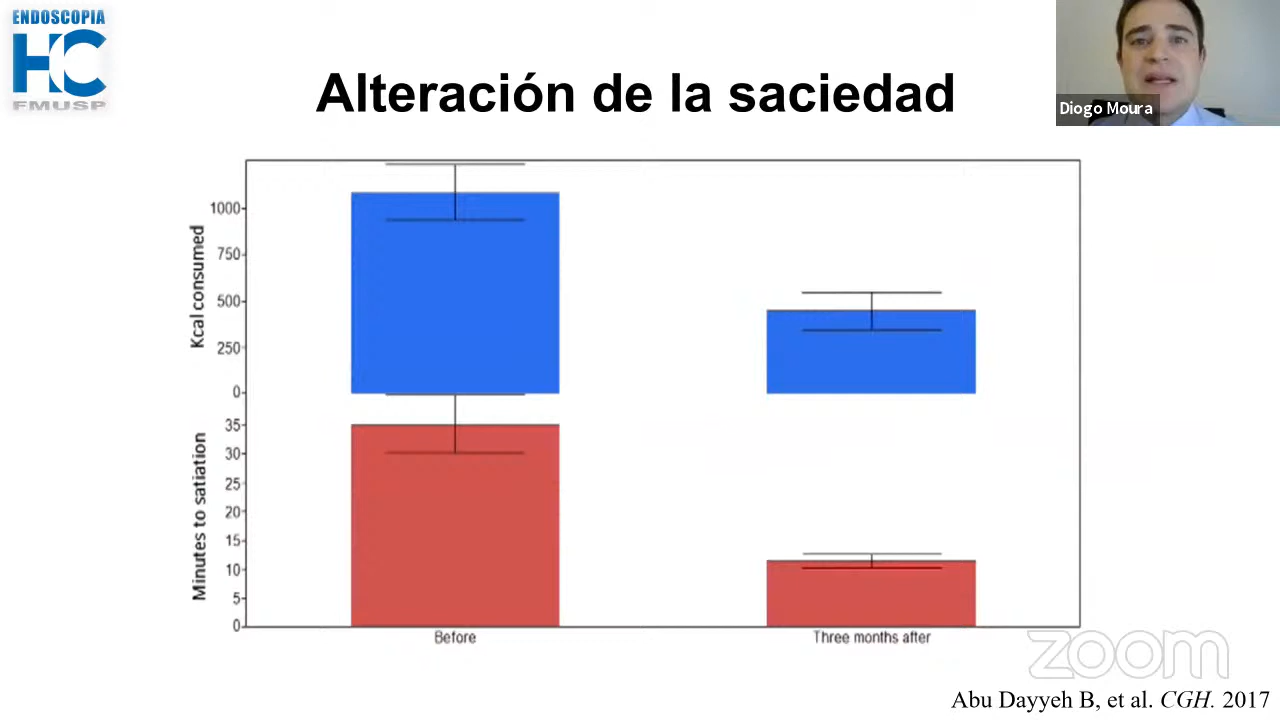 ENDOSCOPIA
HC
FMUSP
Alteración de la saciedad
Diogo Moura
Kcal consumed
1000
750
500
250
0
Minutes to satiation
35
30
25
20
15
10
5
0
Before
Three months after
zoom
Abu Dayyeh B, et al. CGH. 2017